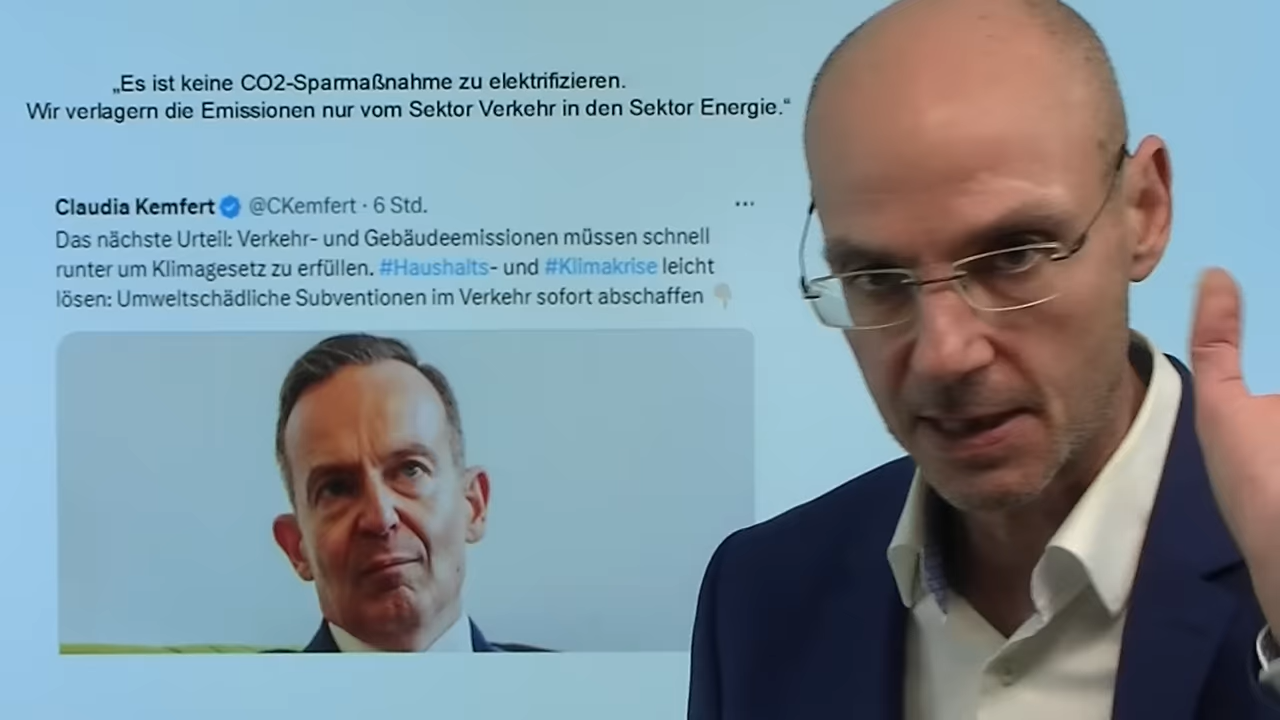 „Es ist keine CO2-Sparmaßnahme zu elektrifizieren.
Wir verlagern die Emissionen nur vom Sektor Verkehr in den Sektor Energie.“
Claudia Kemfert @CKemfert · 6 Std.
Das nächste Urteil: Verkehr- und Gebäudeemissionen müssen schnell
runter um Klimagesetz zu erfüllen. #Haushalts- und #Klimakrise leicht
lösen: Umweltschädliche Subventionen im Verkehr sofort abschaffen